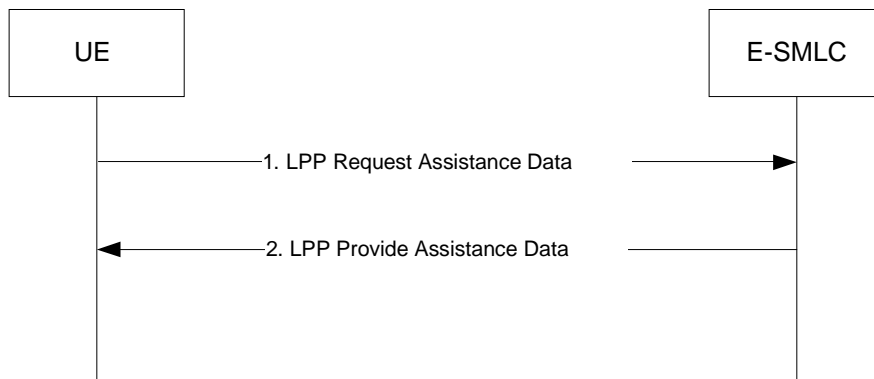 UE
E-SMLC
1. LPP Request Assistance Data
2. LPP Provide Assistance Data